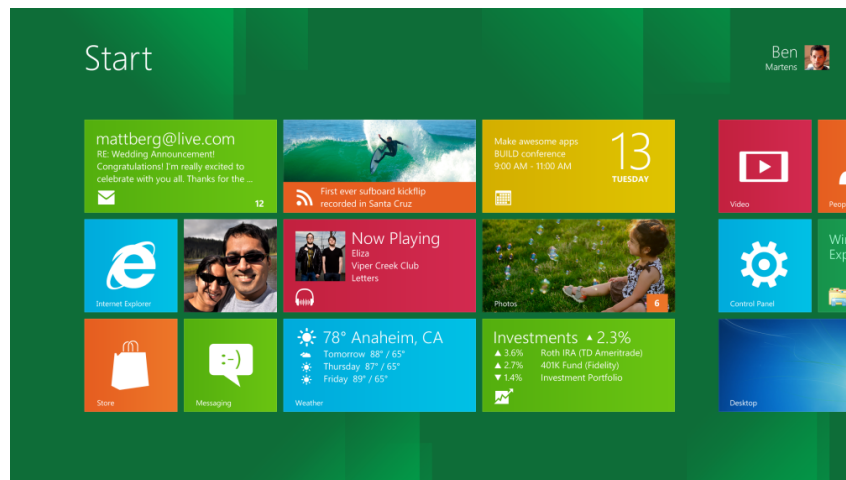 Start
Ben
Martens
mattberg@live.com
RE: Wedding Announcement!
Congratulations! I'm really excited to
celebrate with you all. Thanks for the ...
12
First ever sufboard kickflip
recorded in Santa Cruz
Make awesome apps
BUILD conference
9:00 AM - 11:00 AM
13
TUESDAY
Video
Peop
Internet Explorer
Now Playing
Eliza
Viper Creek Club
Letters
Photos
6
Control Panel
Win
Exp
Store
:-)
Messaging
78° Anaheim, CA
Tomorrow 88° / 65°
Thursday 87° / 65°
Friday 89° / 65°
Weather
Investments ▲ 2.3%
▲ 3.6% Roth IRA (TD Ameritrade)
▲ 2.7% 401K Fund (Fidelity)
▼ 1.4% Investment Portfolio
Desktop